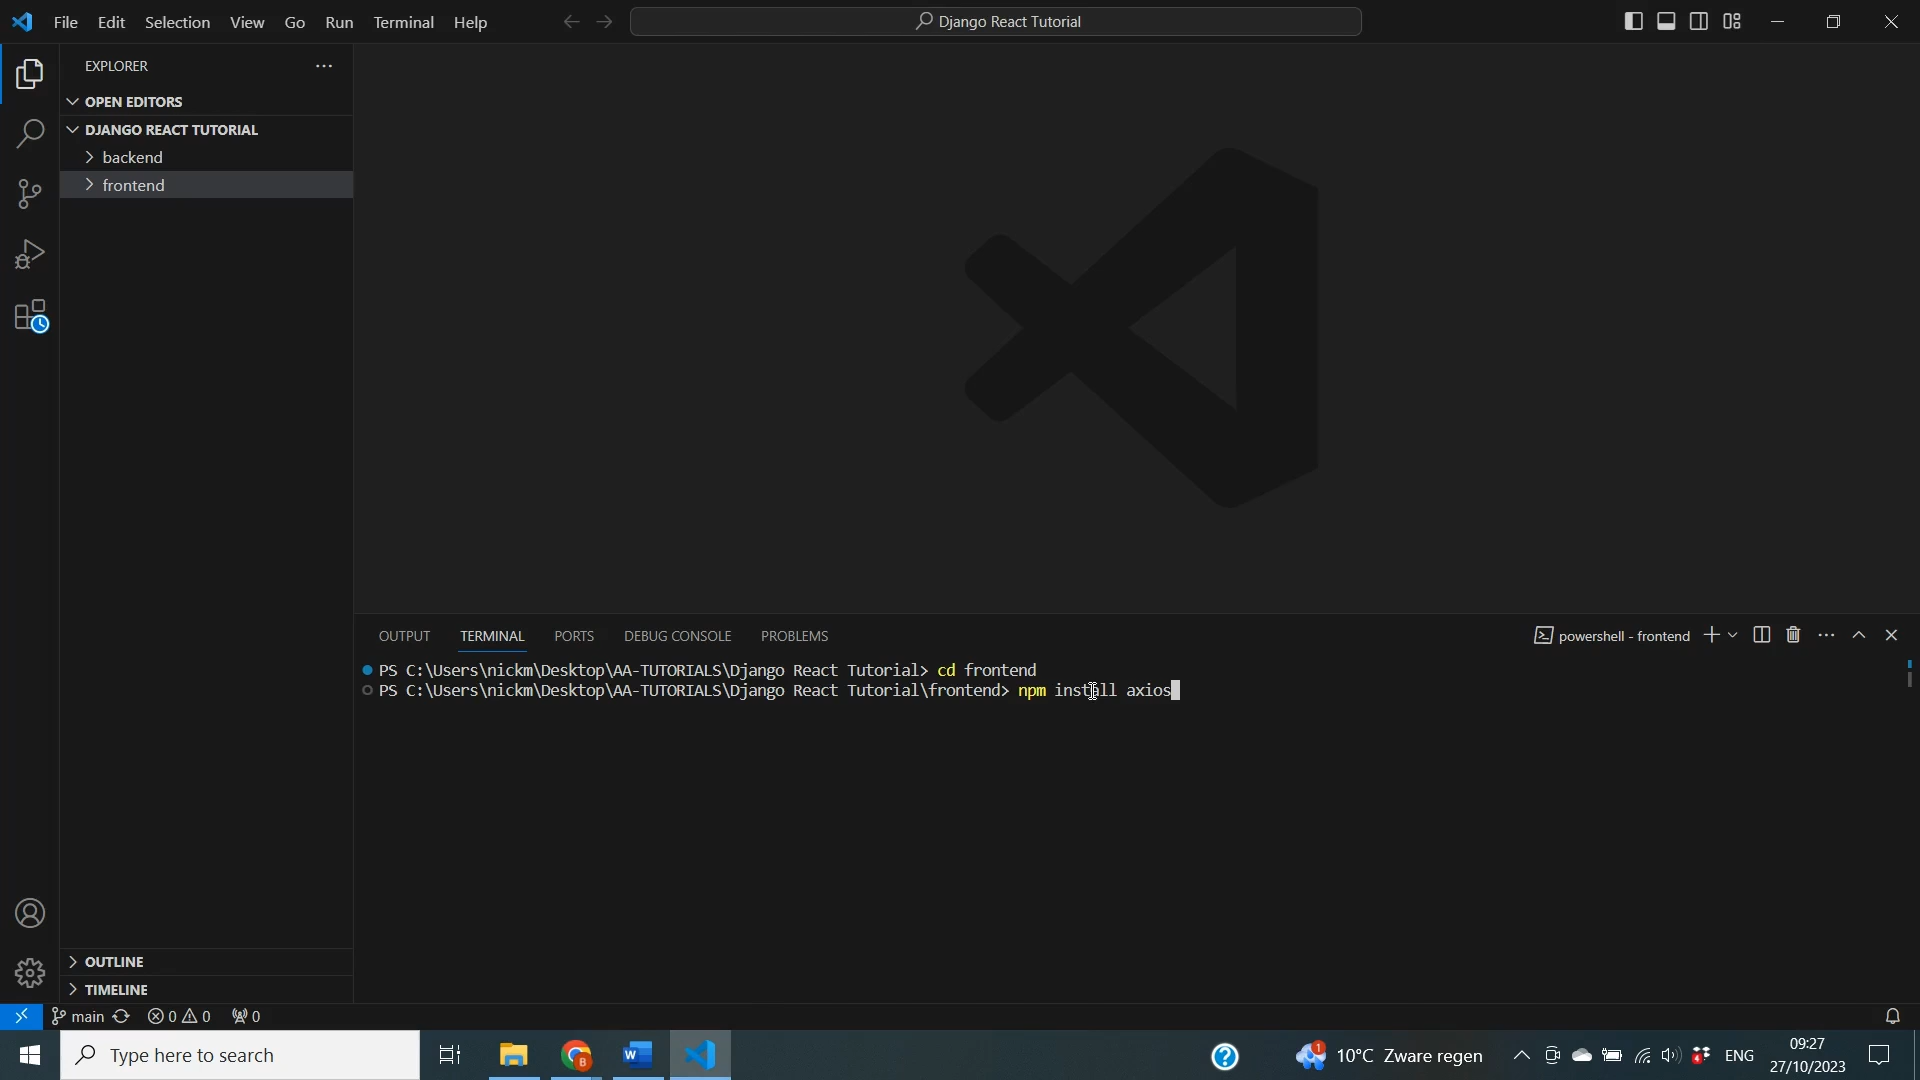 File Edit Selection View Go Run Terminal Help
Django React Tutorial
EXPLORER
OPEN EDITORS
DJANGO REACT TUTORIAL
backend
frontend
OUTPUT TERMINAL PORTS DEBUG CONSOLE PROBLEMS
powershell - frontend
PS C:\Users\nickm\Desktop\AA-TUTORIALS\Django React Tutorial> cd frontend
PS C:\Users\nickm\Desktop\AA-TUTORIALS\Django React Tutorial\frontend> npm install axios
OUTLINE
TIMELINE
main 0 0 0
Type here to search
B
W
1
10°C Zware regen
4
ENG
09:27
27/10/2023